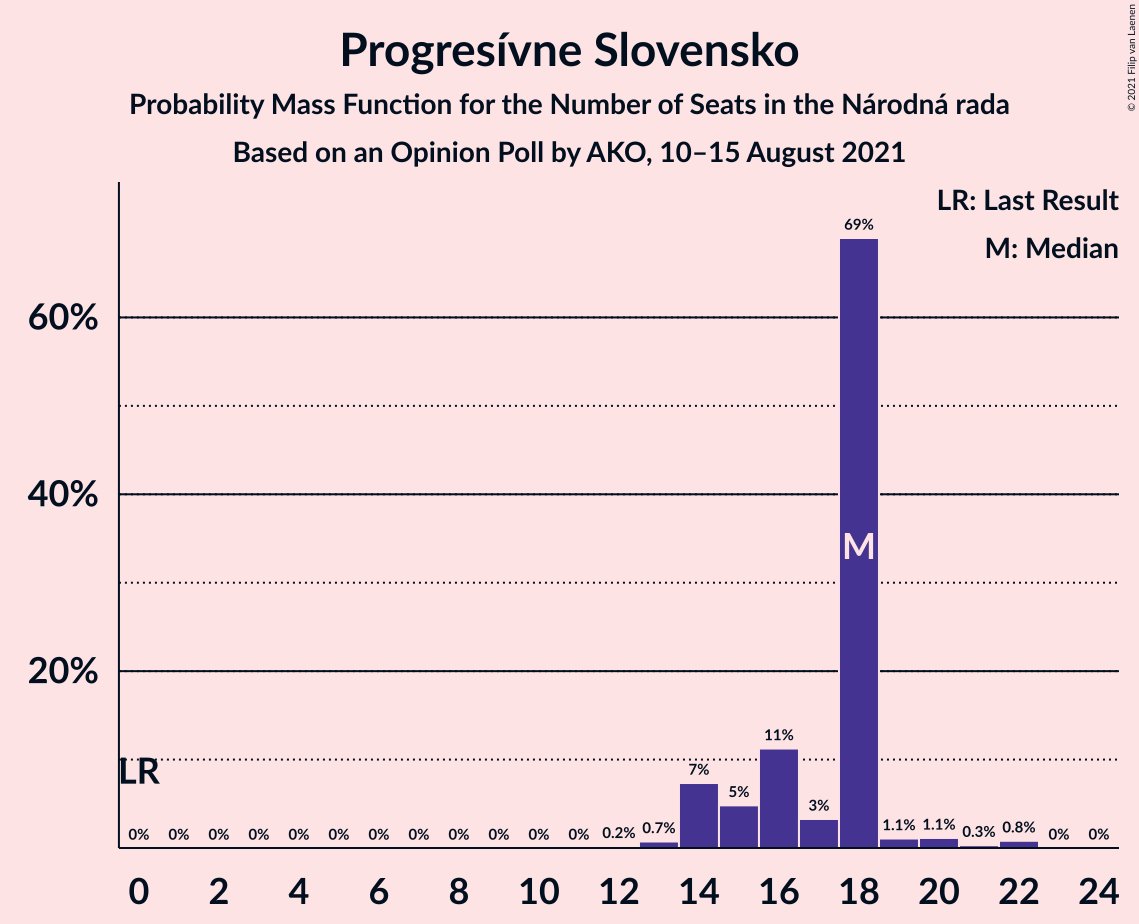 Progresívne Slovensko
Probability Mass Function for the Number of Seats in the Národná rada
Based on an Opinion Poll by AKO, 10–15 August 2021
© 2021 Filip van Laenen
LR: Last Result
M: Median
69%
60%
40%
M
20%
LR
11%
7%
5%
3%
0% 0% 0% 0% 0% 0% 0% 0% 0% 0% 0% 0% 0.2% 0.7% 1.1% 1.1% 0.3% 0.8% 0% 0%
0 2 4 6 8 10 12 14 16 18 20 22 24